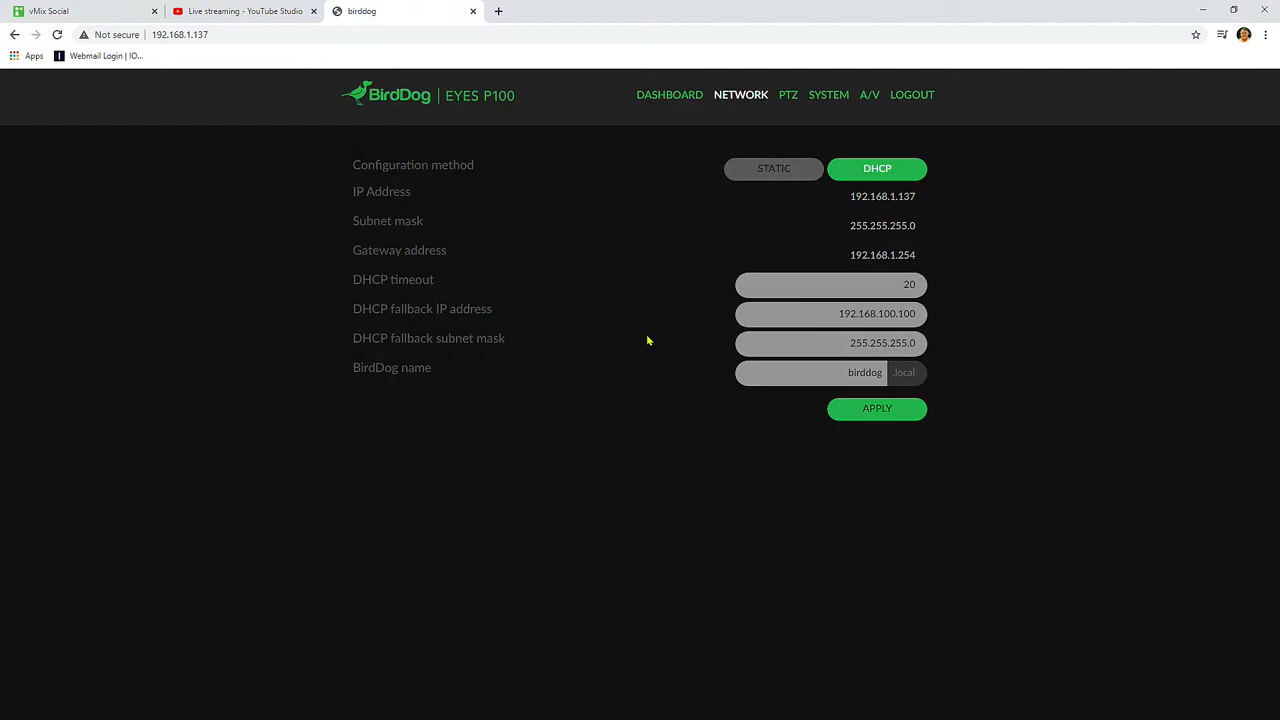 vMix Social
Live streaming - YouTube Studio
birddog
Not secure
192.168.1.137
Apps
Webmail Login | IO...
BirdDog | EYES P100
DASHBOARD NETWORK PTZ SYSTEM A/V LOGOUT
Configuration method STATIC DHCP
IP Address 192.168.1.137
Subnet mask 255.255.255.0
Gateway address 192.168.1.254
DHCP timeout 20
DHCP fallback IP address 192.168.100.100
DHCP fallback subnet mask 255.255.255.0
BirdDog name birddog .local
APPLY